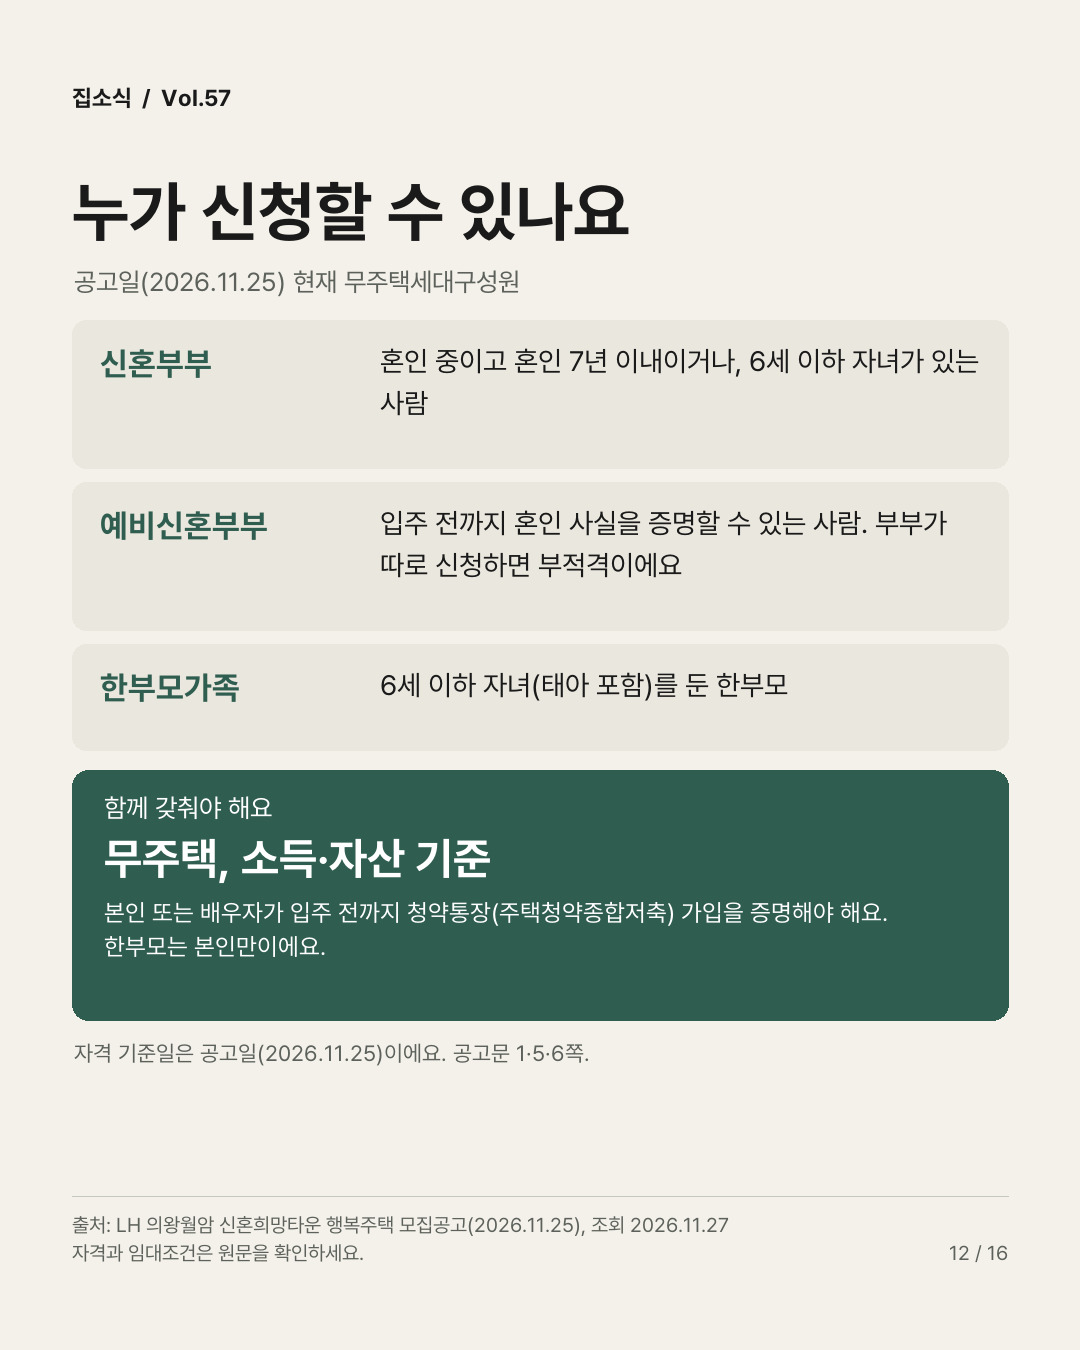 집소식 / Vol.57
누가 신청할 수 있나요
공고일(2026.11.25) 현재 무주택세대구성원
신혼부부
혼인 중이고 혼인 7년 이내이거나, 6세 이하 자녀가 있는
사람
예비신혼부부
입주 전까지 혼인 사실을 증명할 수 있는 사람. 부부가
따로 신청하면 부적격이에요
한부모가족
6세 이하 자녀(태아 포함)를 둔 한부모
함께 갖춰야 해요
무주택, 소득·자산 기준
본인 또는 배우자가 입주 전까지 청약통장(주택청약종합저축) 가입을 증명해야 해요.
한부모는 본인만이에요.
자격 기준일은 공고일(2026.11.25)이에요. 공고문 1·5·6쪽.
출처: LH 의왕월암 신혼희망타운 행복주택 모집공고(2026.11.25), 조회 2026.11.27
자격과 임대조건은 원문을 확인하세요.
12 / 16